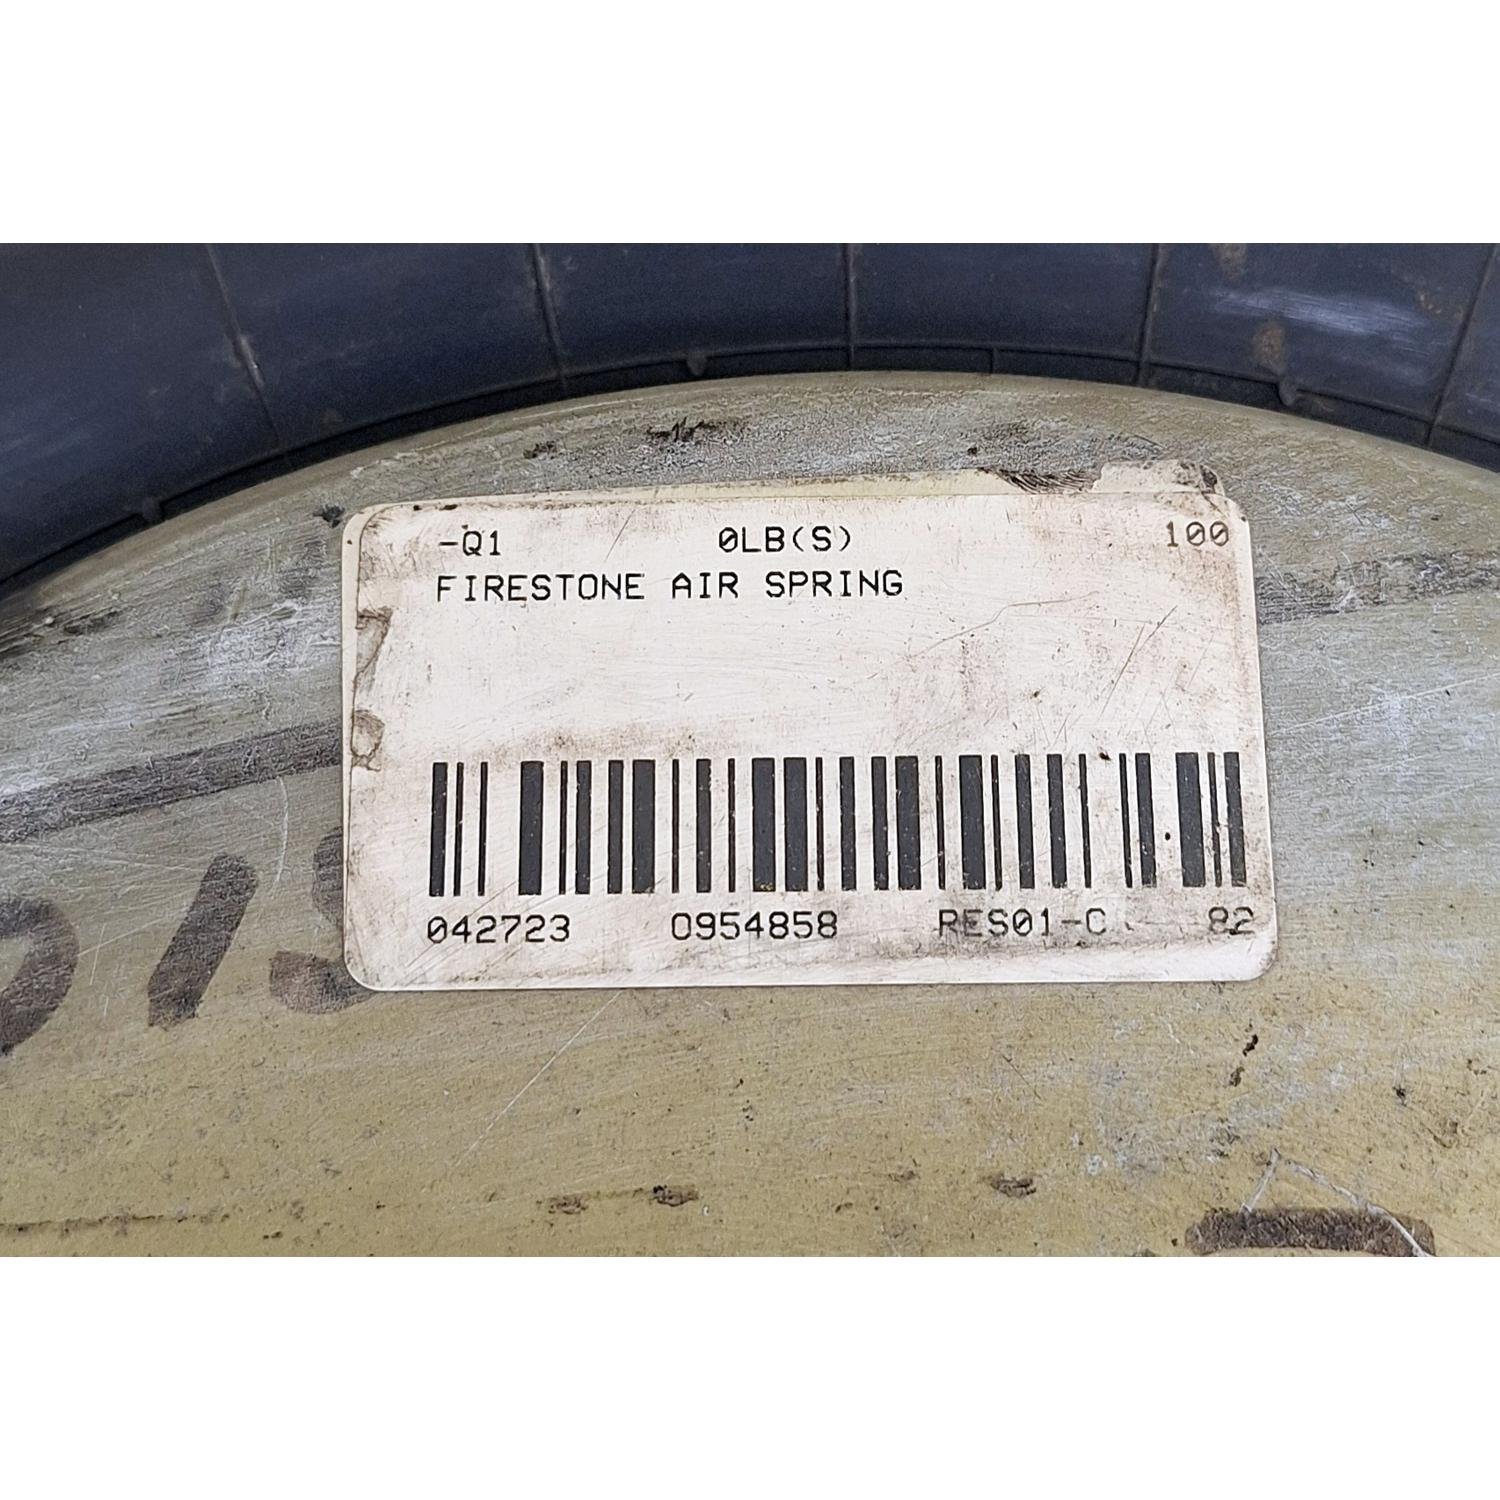 -Q1 0LB(S) 100
FIRESTONE AIR SPRING
042723 0954858 RES01-C 82